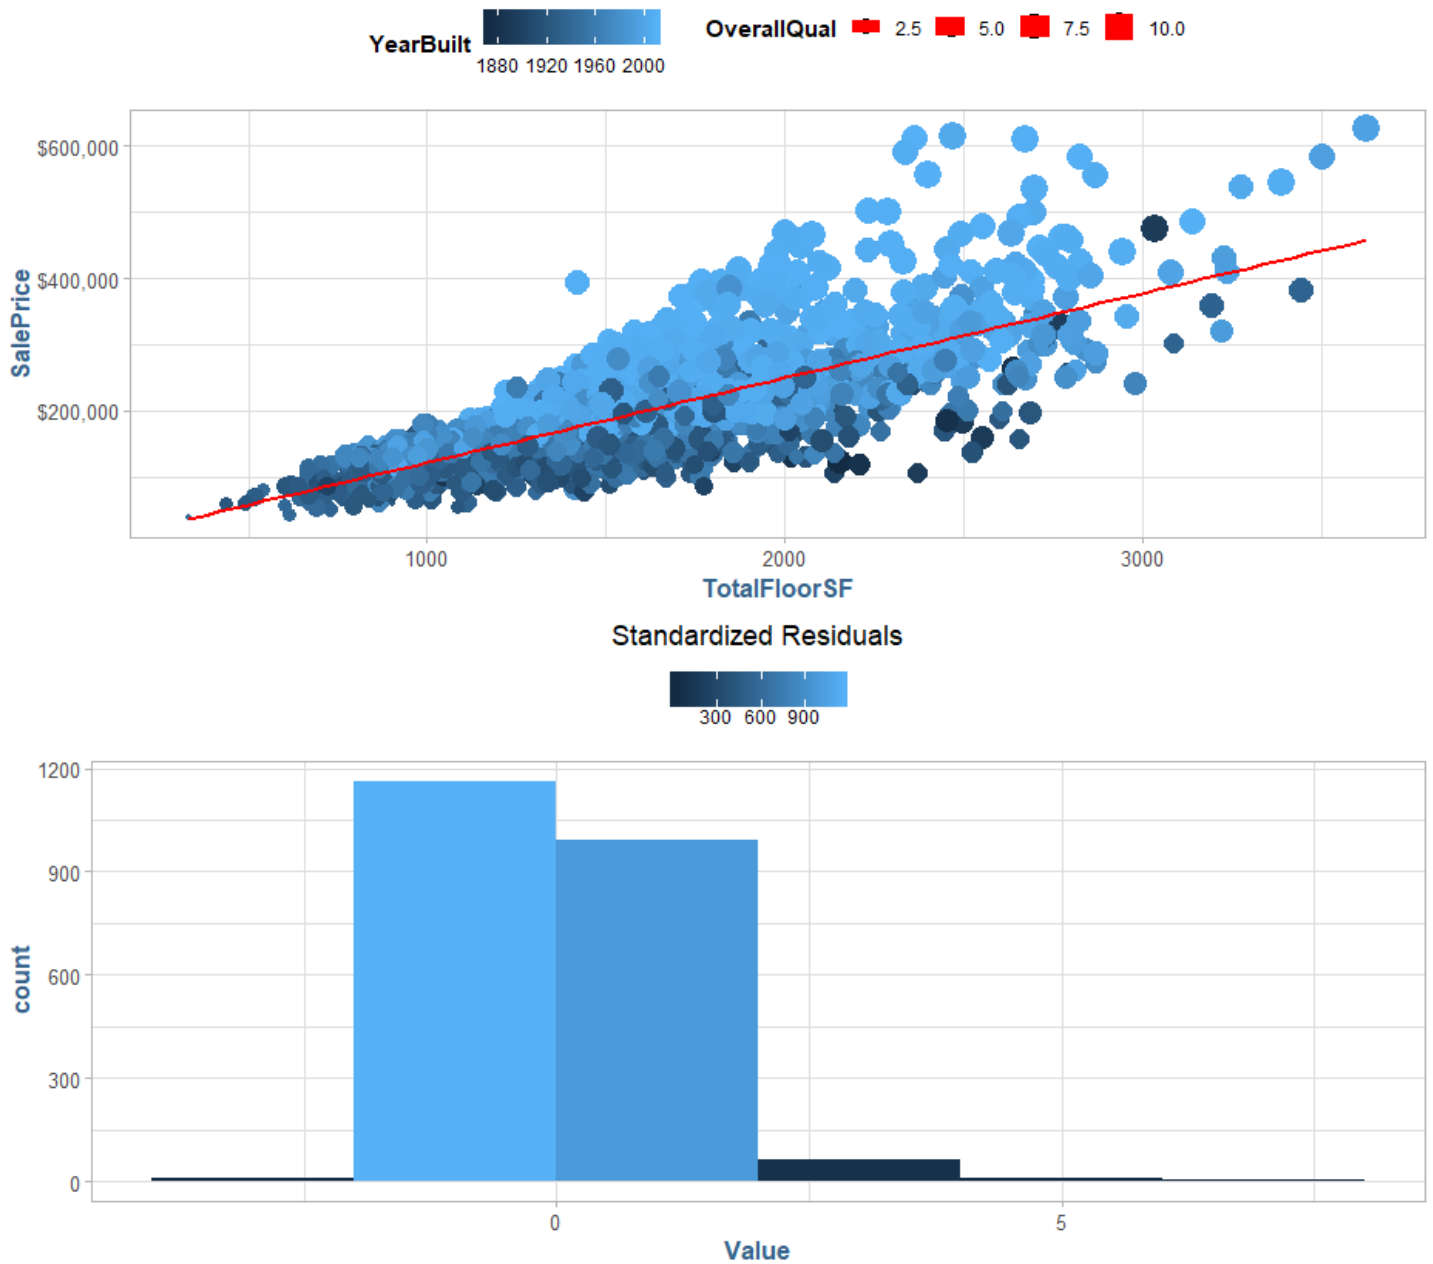 YearBuilt
1880 1920 1960 2000
OverallQual 2.5 5.0 7.5 10.0
SalePrice
$600,000
$400,000
$200,000
1000 2000 3000
TotalFloorSF
Standardized Residuals
300 600 900
count
1200
900
600
300
0
0 5
Value